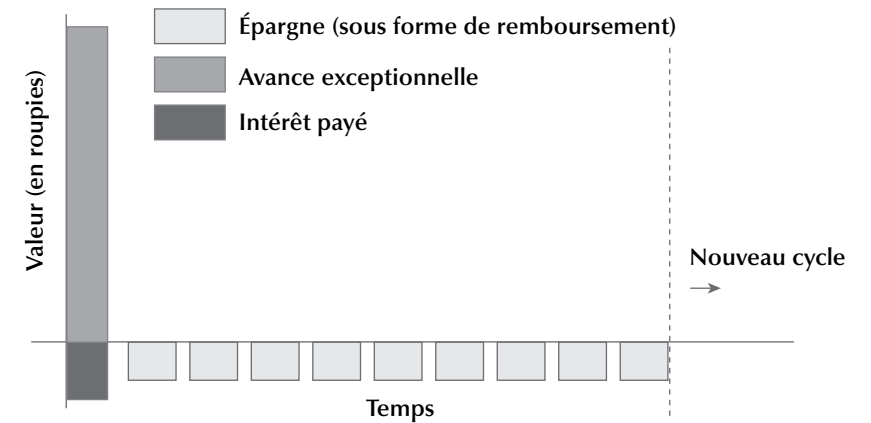 Épargne (sous forme de remboursement)
Avance exceptionnelle
Intérêt payé
Valeur (en roupies)
Nouveau cycle
Temps